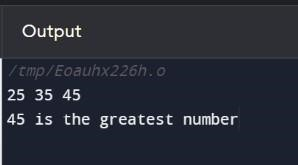 Output
/tmp/Eoauhx226h.o
25 35 45
45 is the greatest number